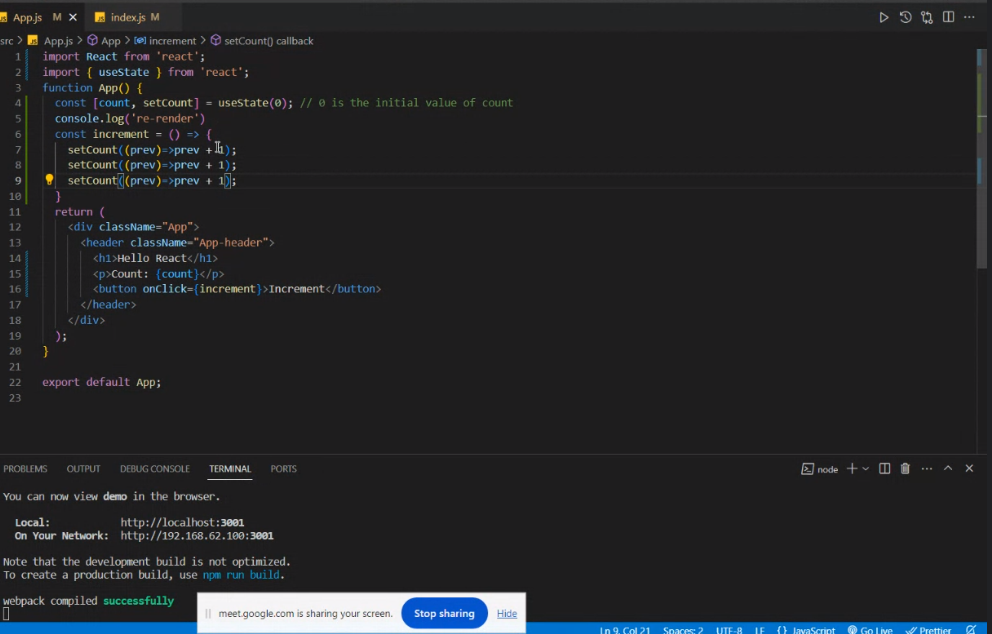 App.js M ✕ index.js M
src > App.js > App > increment > setCount() callback
1 import React from 'react';
2 import { useState } from 'react';
3 function App() {
4 const [count, setCount] = useState(0); // 0 is the initial value of count
5 console.log('re-render')
6 const increment = () => {
7 setCount((prev)=>prev + 1);
8 setCount((prev)=>prev + 1);
9 setCount((prev)=>prev + 1);
10 }
11 return (
12 <div className="App">
13 <header className="App-header">
14 <h1>Hello React</h1>
15 <p>Count: {count}</p>
16 <button onClick={increment}>Increment</button>
17 </header>
18 </div>
19 );
20 }
21
22 export default App;
23
PROBLEMS OUTPUT DEBUG CONSOLE TERMINAL PORTS node
You can now view demo in the browser.
Local: http://localhost:3001
On Your Network: http://192.168.62.100:3001
Note that the development build is not optimized.
To create a production build, use npm run build.
webpack compiled successfully
meet.google.com is sharing your screen. Stop sharing Hide
Ln 9, Col 21 Spaces: 2 UTF-8 LF {} JavaScript Go Live Prettier